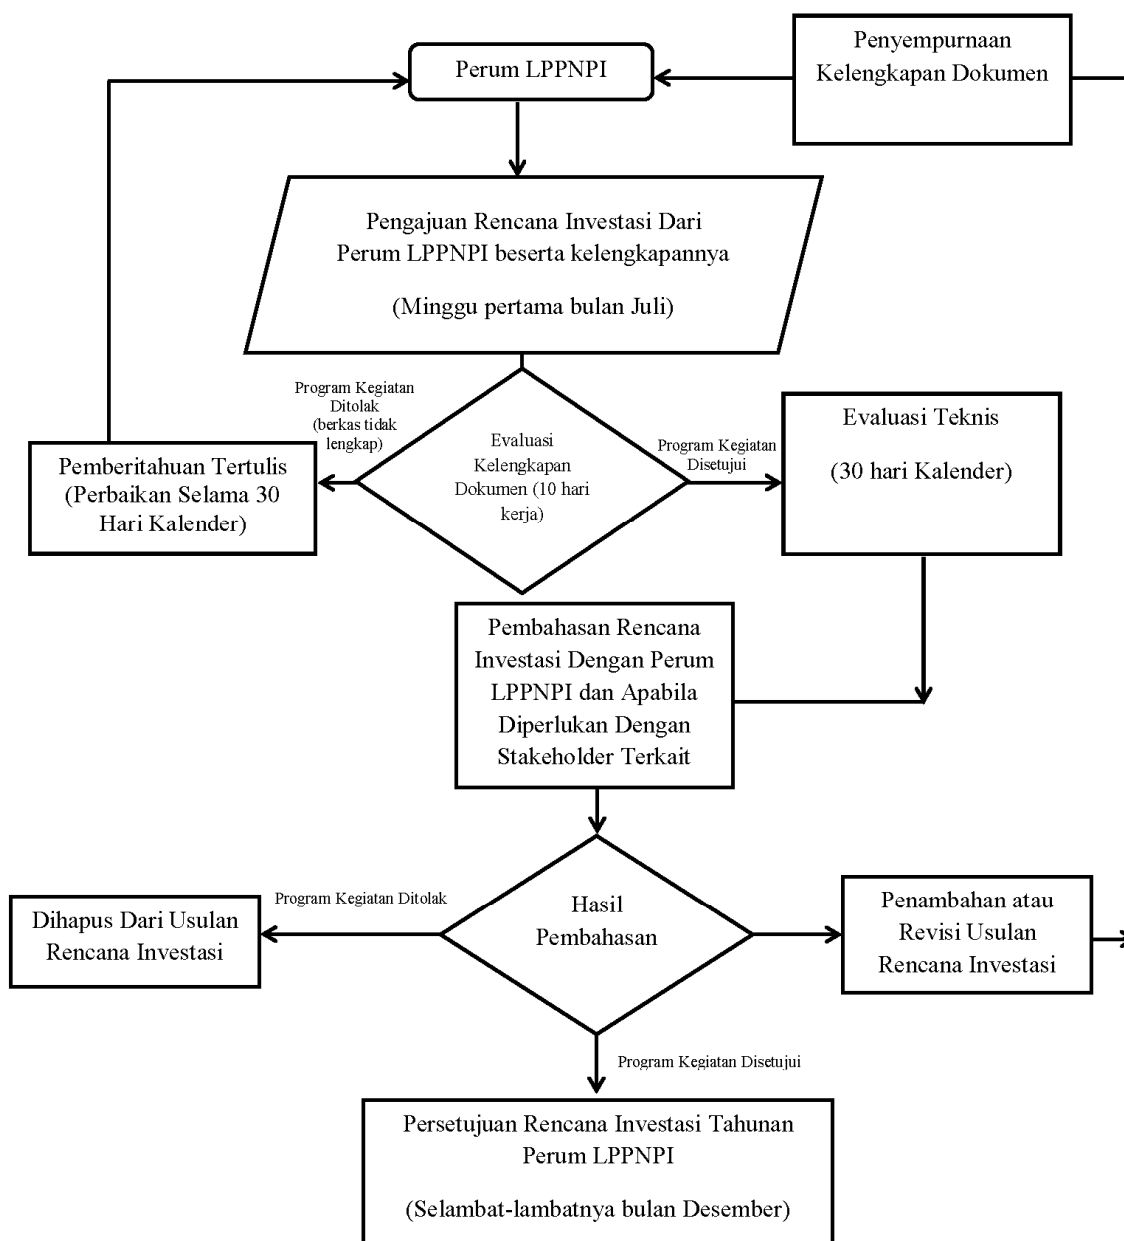 Perum LPPNPI
Penyempurnaan
Kelengkapan Dokumen
Pengajuan Rencana Investasi Dari
Perum LPPNPI beserta kelengkapannya
(Minggu pertama bulan Juli)
Program Kegiatan
Ditolak
(berkas tidak
lengkap)
Evaluasi
Kelengkapan
Dokumen (10 hari
kerja)
Program Kegiatan
Disetujui
Evaluasi Teknis
(30 hari Kalender)
Pemberitahuan Tertulis
(Perbaikan Selama 30
Hari Kalender)
Pembahasan Rencana
Investasi Dengan Perum
LPPNPI dan Apabila
Diperlukan Dengan
Stakeholder Terkait
Program Kegiatan Ditolak
Dihapus Dari Usulan
Rencana Investasi
Hasil
Pembahasan
Penambahan atau
Revisi Usulan
Rencana Investasi
Program Kegiatan Disetujui
Persetujuan Rencana Investasi Tahunan
Perum LPPNPI
(Selambat-lambatnya bulan Desember)